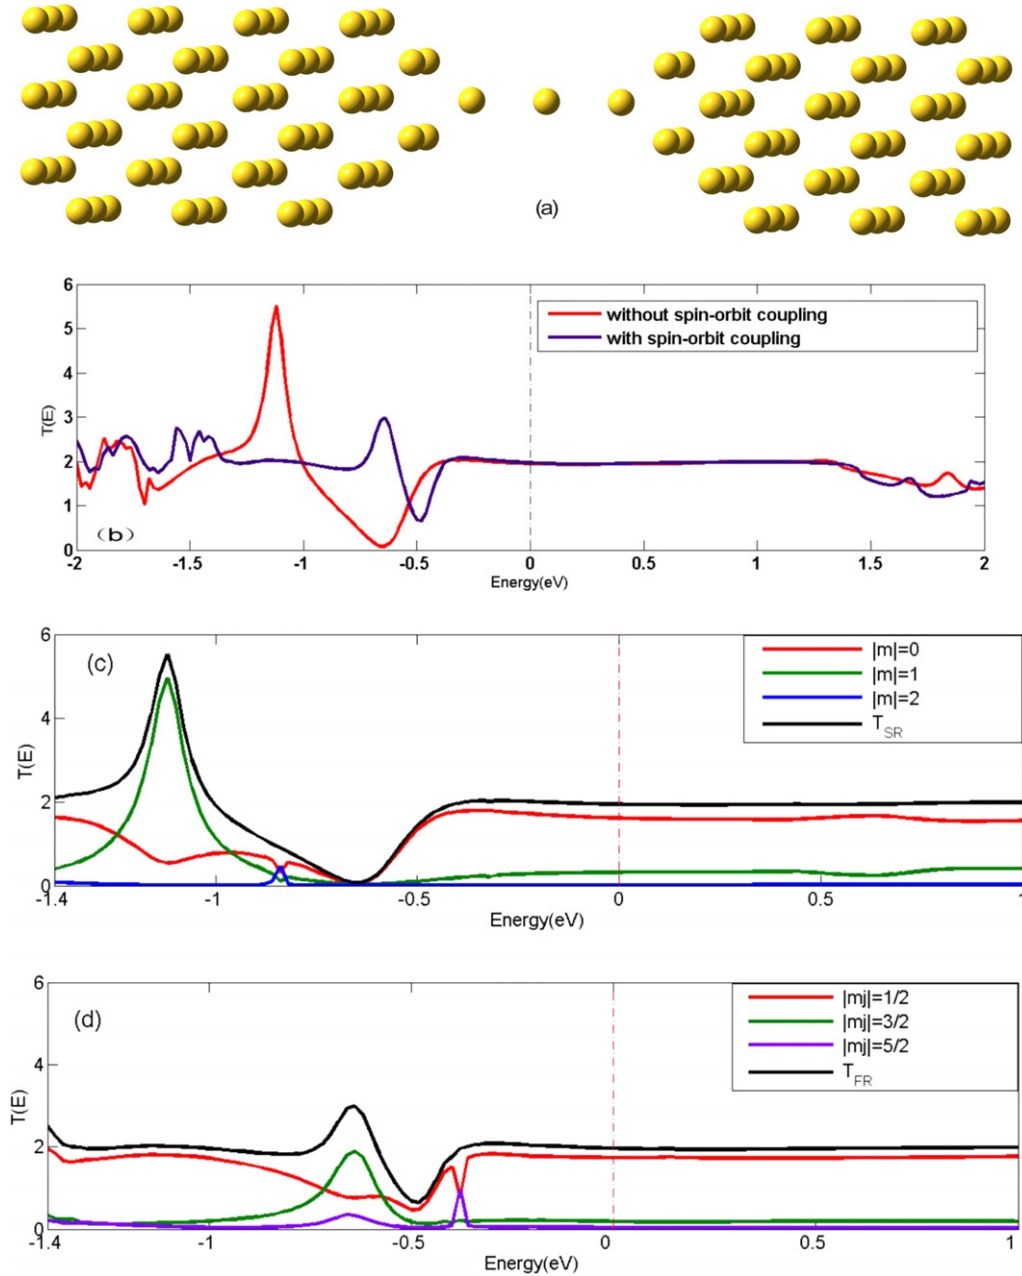 (a)
6
5
4
3
2
1
0
T(E)
without spin-orbit coupling
with spin-orbit coupling
(b)
-2 -1.5 -1 -0.5 0 0.5 1 1.5 2
Energy(eV)
6
4
2
0
T(E)
(c)
|m|=0
|m|=1
|m|=2
T_SR
-1.4 -1 -0.5 0 0.5 1
Energy(eV)
6
4
2
0
T(E)
(d)
|mj|=1/2
|mj|=3/2
|mj|=5/2
T_FR
-1.4 -1 -0.5 0 0.5 1
Energy(eV)